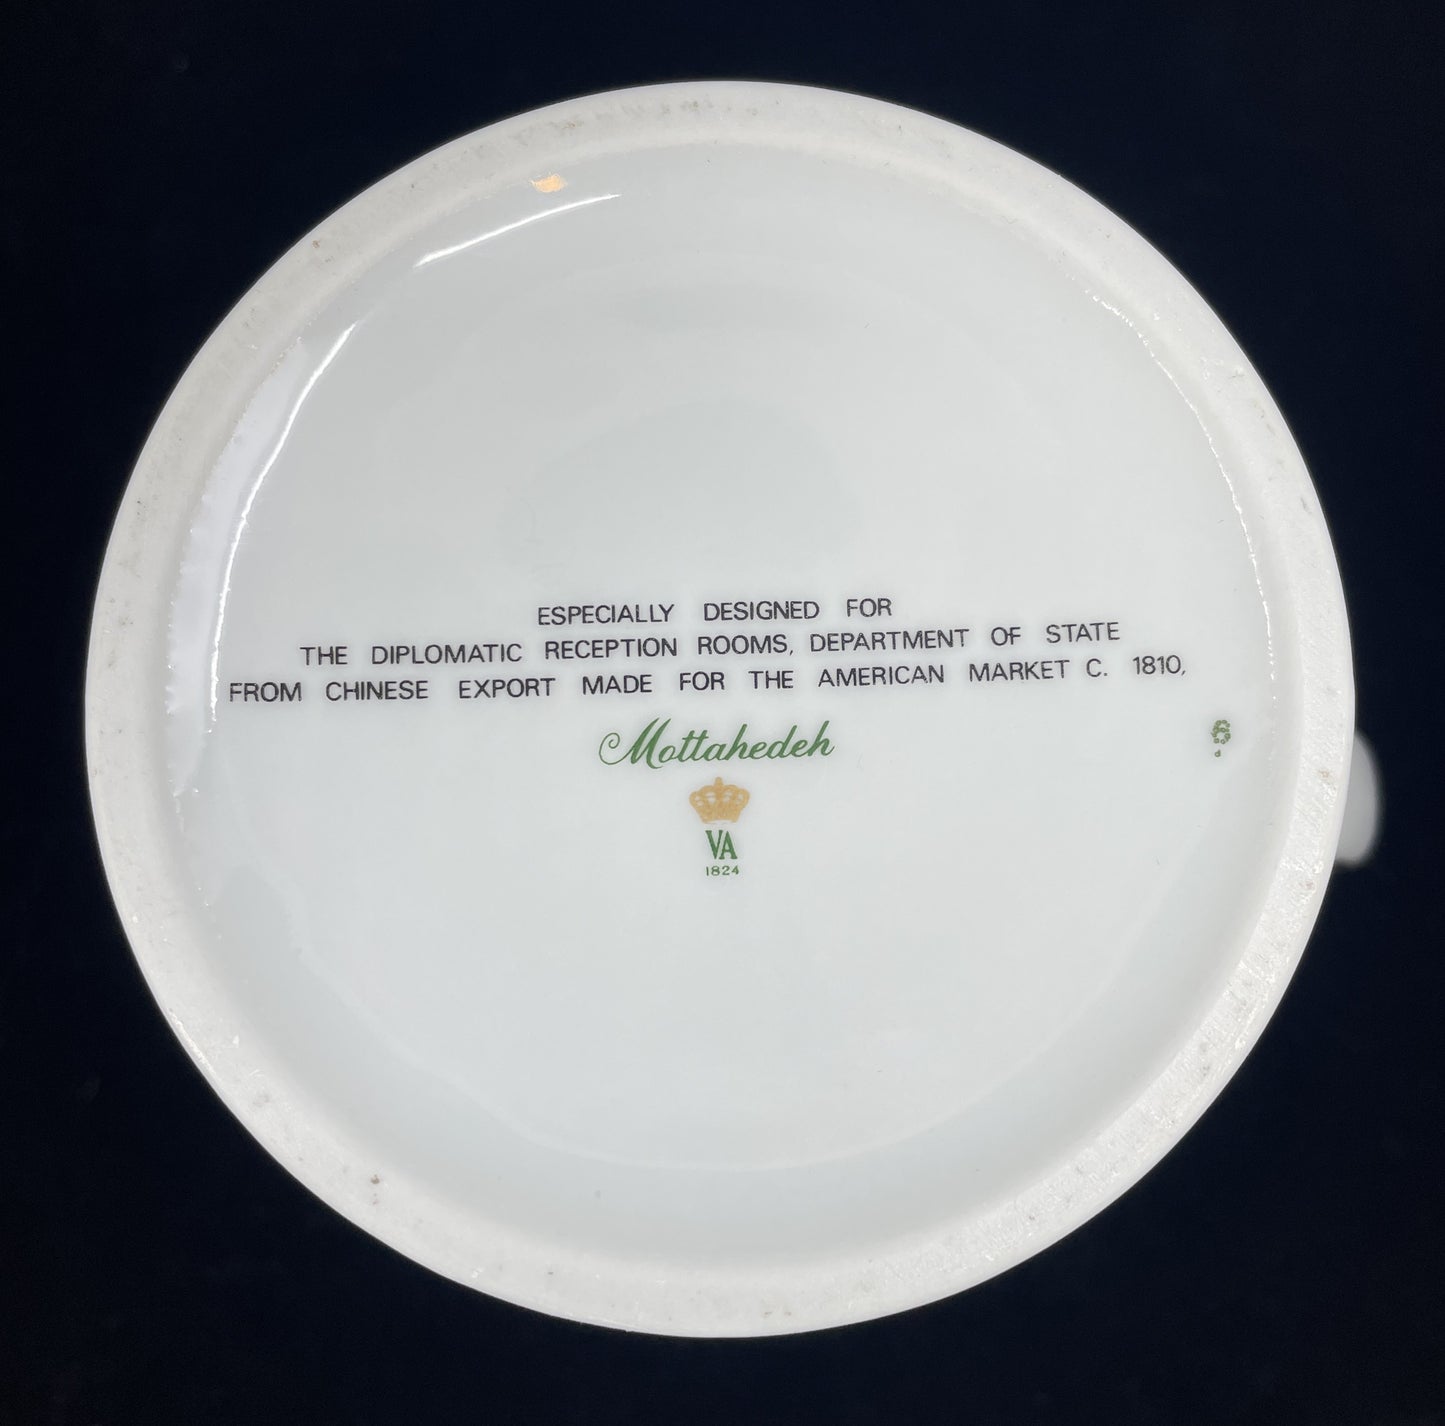 ESPECIALLY DESIGNED FOR
THE DIPLOMATIC RECEPTION ROOMS, DEPARTMENT OF STATE
FROM CHINESE EXPORT MADE FOR THE AMERICAN MARKET C. 1810,
Mottahedeh
VA
1824